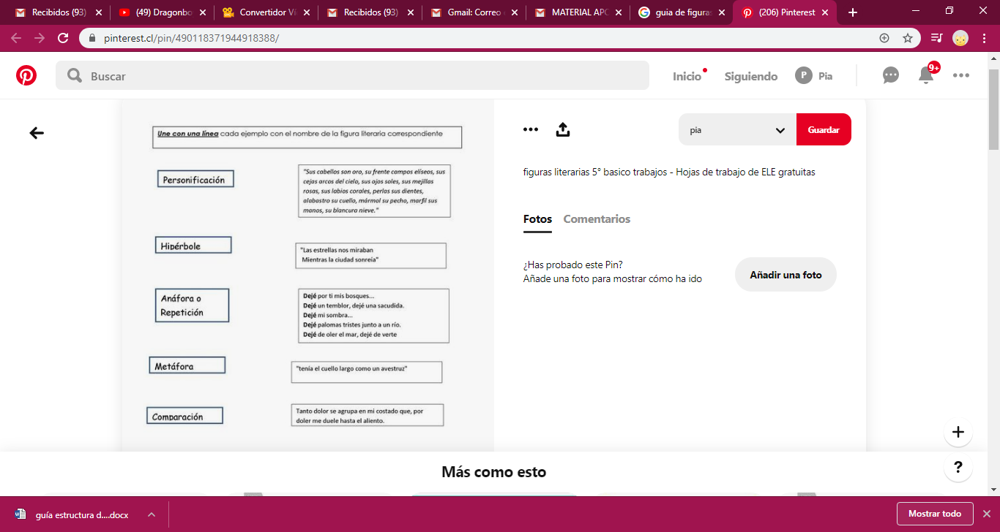 Recibidos (93)
(49) Dragonbo
Convertidor Ví
Recibidos (93)
Gmail: Correo
MATERIAL APO
guia de figuras
(206) Pinterest
pinterest.cl/pin/490118371944918388/
Buscar
Inicio
Siguiendo
P
Pia
9+
Une con una línea cada ejemplo con el nombre de la figura literaria correspondiente
Personificación
"Sus cabellos son oro, su frente campos elíseos, sus
cejas arcos del cielo, sus ojos soles, sus mejillas
rosas, sus labios corales, perlas sus dientes,
alabastro su cuello, mármol su pecho, marfil sus
manos, su blancura nieve."
Hipérbole
"Las estrellas nos miraban
Mientras la ciudad sonreía"
Anáfora o
Repetición
Dejé por ti mis bosques...
Dejé un temblor, dejé una sacudida.
Dejé mi sombra...
Dejé palomas tristes junto a un río.
Dejé de oler el mar, dejé de verte
Metáfora
"tenía el cuello largo como un avestruz"
Comparación
Tanto dolor se agrupa en mi costado que, por
doler me duele hasta el aliento.
pia
Guardar
figuras literarias 5° basico trabajos - Hojas de trabajo de ELE gratuitas
Fotos
Comentarios
¿Has probado este Pin?
Añade una foto para mostrar cómo ha ido
Añadir una foto
Más como esto
?
guía estructura d....docx
Mostrar todo